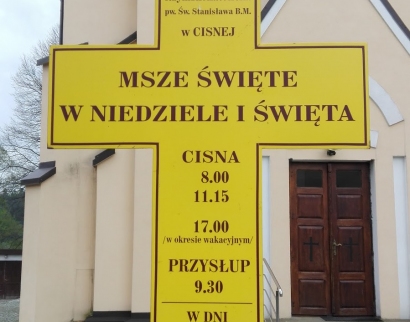 pw. Św. Stanisława B.M.
w CISNEJ
MSZE ŚWIĘTE
W NIEDZIELE I ŚWIĘTA
CISNA
8.00
11.15
17.00
/w okresie wakacyjnym/
PRZYSŁUP
9.30
W DNI